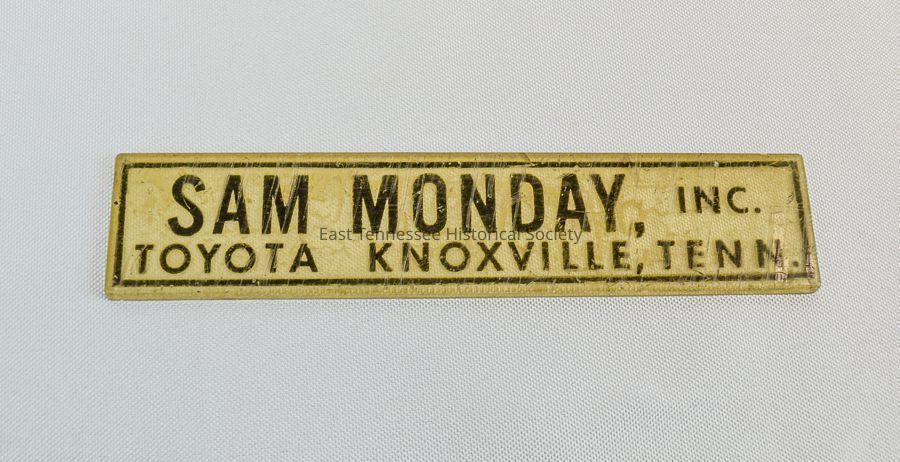 SAM MONDAY, INC.
East Tennessee Historical Society
TOYOTA KNOXVILLE, TENN.